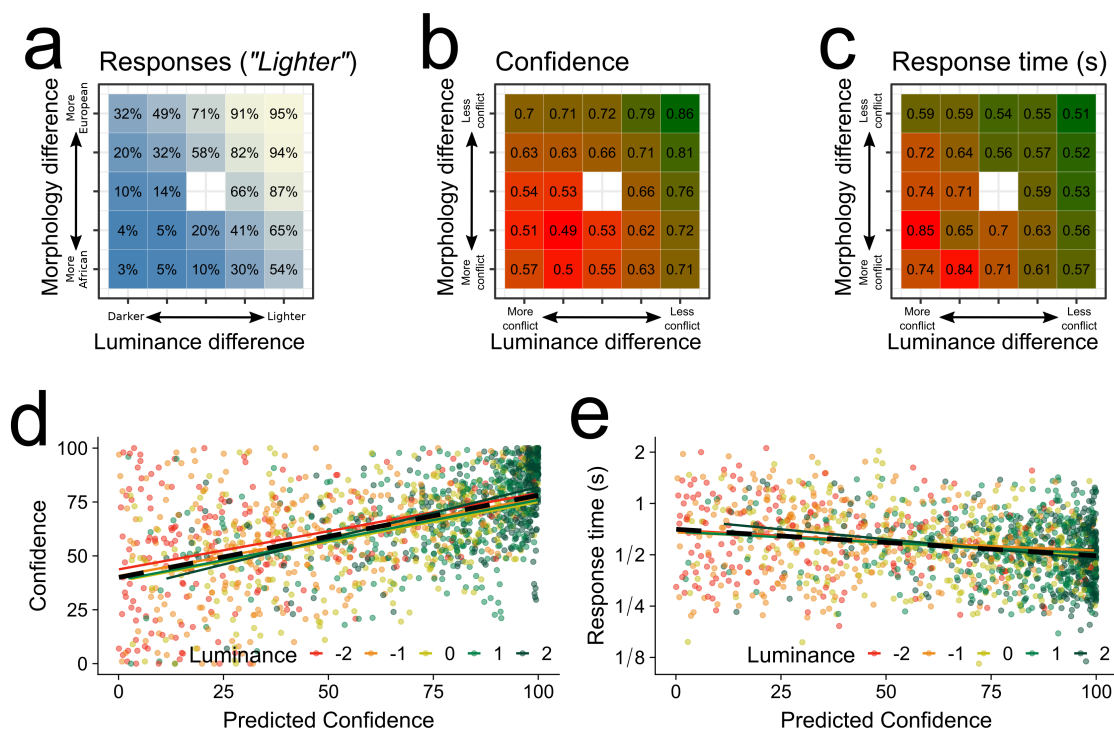 a
Responses ("Lighter")
Morphology difference
More
European
More
African
32% 49% 71% 91% 95%
20% 32% 58% 82% 94%
10% 14% 66% 87%
4% 5% 20% 41% 65%
3% 5% 10% 30% 54%
Darker
Lighter
Luminance difference
b
Confidence
Morphology difference
Less
conflict
More
conflict
0.7 0.71 0.72 0.79 0.86
0.63 0.63 0.66 0.71 0.81
0.54 0.53 0.66 0.76
0.51 0.49 0.53 0.62 0.72
0.57 0.5 0.55 0.63 0.71
More
conflict
Less
conflict
Luminance difference
c
Response time (s)
Morphology difference
Less
conflict
More
conflict
0.59 0.59 0.54 0.55 0.51
0.72 0.64 0.56 0.57 0.52
0.74 0.71 0.59 0.53
0.85 0.65 0.7 0.63 0.56
0.74 0.84 0.71 0.61 0.57
More
conflict
Less
conflict
Luminance difference
d
Confidence
100
75
50
25
0
Luminance -2 -1 0 1 2
0 25 50 75 100
Predicted Confidence
e
Response time (s)
2
1
1/2
1/4
1/8
Luminance -2 -1 0 1 2
0 25 50 75 100
Predicted Confidence